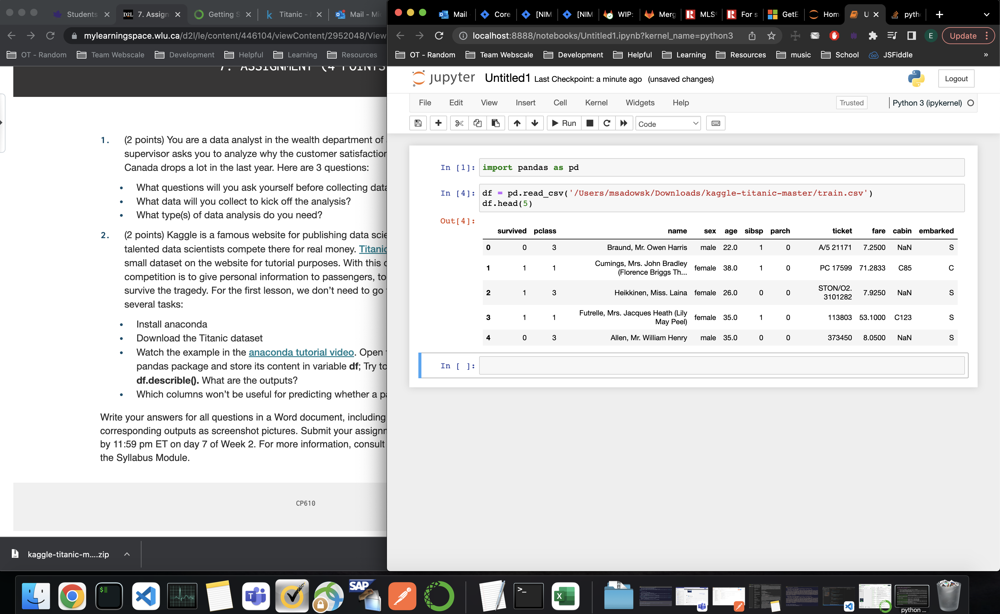 Students
D2L 7. Assign
Getting S
Titanic -
Mail - Mic
mylearningspace.wlu.ca/d2l/le/content/446104/viewContent/2952048/View
OT - Random
Team Webscale
Development
Helpful
Learning
Resources
7. ASSIGNMENT (4 POINTS
1. (2 points) You are a data analyst in the wealth department of
supervisor asks you to analyze why the customer satisfaction
Canada drops a lot in the last year. Here are 3 questions:
• What questions will you ask yourself before collecting data
• What data will you collect to kick off the analysis?
• What type(s) of data analysis do you need?
2. (2 points) Kaggle is a famous website for publishing data scie
talented data scientists compete there for real money. Titanic
small dataset on the website for tutorial purposes. With this
competition is to give personal information to passengers, to
survive the tragedy. For the first lesson, we don't need to go
several tasks:
• Install anaconda
• Download the Titanic dataset
• Watch the example in the anaconda tutorial video. Open
pandas package and store its content in variable df; Try to
df.describle(). What are the outputs?
• Which columns won't be useful for predicting whether a pa
Write your answers for all questions in a Word document, including
corresponding outputs as screenshot pictures. Submit your assignm
by 11:59 pm ET on day 7 of Week 2. For more information, consult
the Syllabus Module.
CP610
kaggle-titanic-m....zip
Mail
Core
[NIM
[NIM
WIP:
Merg
MLS
For s
GetE
Hom
U
pyth
localhost:8888/notebooks/Untitled1.ipynb?kernel_name=python3
E
Update
OT - Random
Team Webscale
Development
Helpful
Learning
Resources
music
School
JSFiddle
»
jupyter Untitled1 Last Checkpoint: a minute ago (unsaved changes)
Logout
File Edit View Insert Cell Kernel Widgets Help
Trusted
Python 3 (ipykernel)
Run
Code
In [1]: import pandas as pd
In [4]: df = pd.read_csv('/Users/msadowsk/Downloads/kaggle-titanic-master/train.csv')
df.head(5)
Out[4]:
survived pclass name sex age sibsp parch ticket fare cabin embarked
0 0 3 Braund, Mr. Owen Harris male 22.0 1 0 A/5 21171 7.2500 NaN S
1 1 1 Cumings, Mrs. John Bradley (Florence Briggs Th... female 38.0 1 0 PC 17599 71.2833 C85 C
2 1 3 Heikkinen, Miss. Laina female 26.0 0 0 STON/O2. 3101282 7.9250 NaN S
3 1 1 Futrelle, Mrs. Jacques Heath (Lily May Peel) female 35.0 1 0 113803 53.1000 C123 S
4 0 3 Allen, Mr. William Henry male 35.0 0 0 373450 8.0500 NaN S
In [ ]:
SAP
python ...